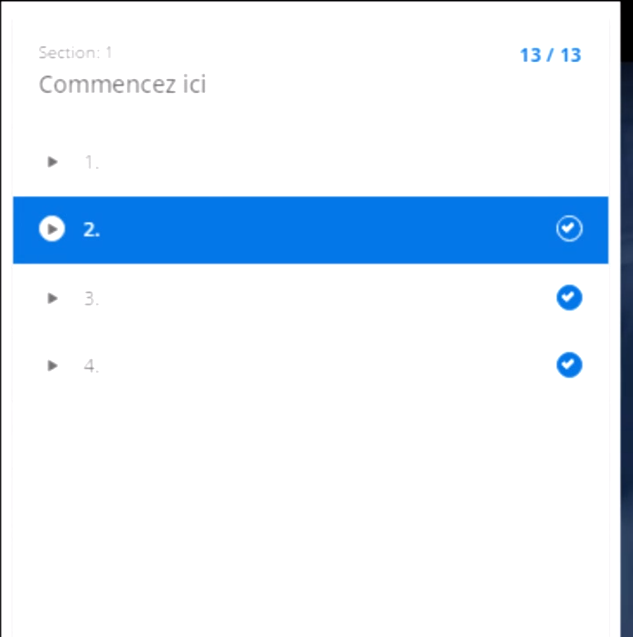 Section: 1
13 / 13
Commencez ici
1.
2.
3.
4.